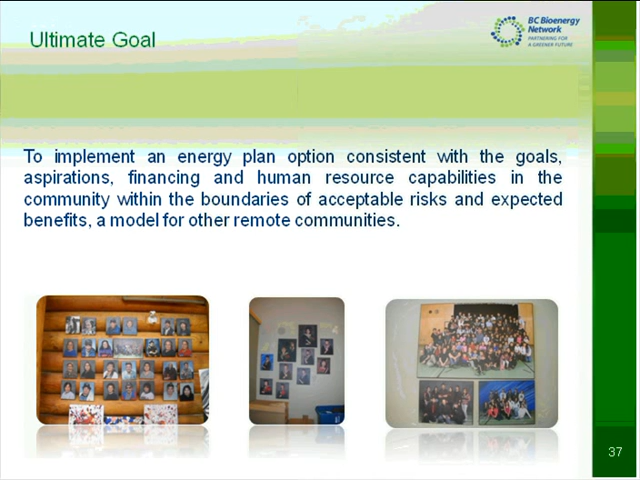 Ultimate Goal
BC Bioenergy
Network
PARTNERING FOR
A GREENER FUTURE
To implement an energy plan option consistent with the goals,
aspirations, financing and human resource capabilities in the
community within the boundaries of acceptable risks and expected
benefits, a model for other remote communities.
37